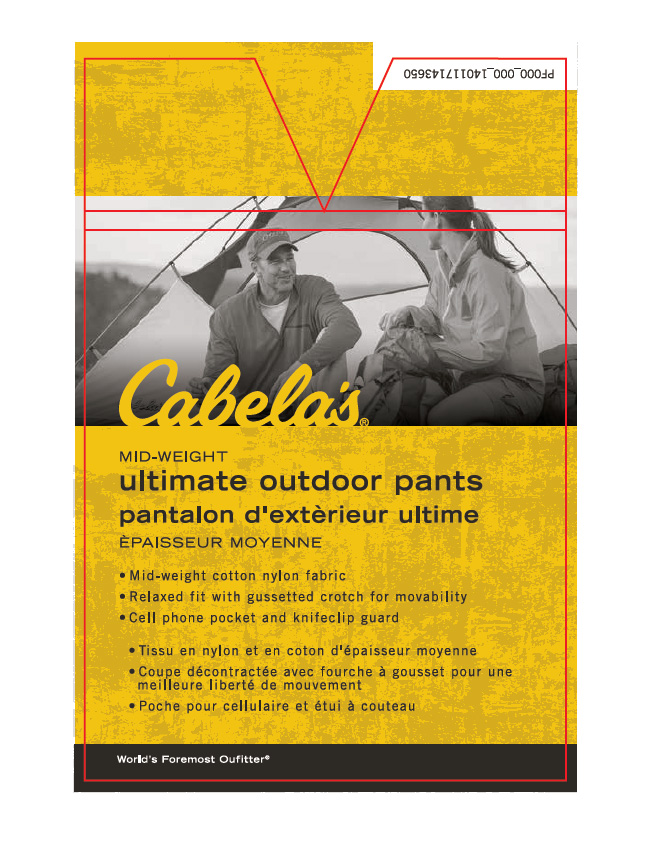 PF000_000_140117143650
Cabela's®
MID-WEIGHT
ultimate outdoor pants
pantalon d'extèrieur ultime
ÈPAISSEUR MOYENNE
• Mid-weight cotton nylon fabric
• Relaxed fit with gussetted crotch for movability
• Cell phone pocket and knifeclip guard
• Tissu en nylon et en coton d'épaisseur moyenne
• Coupe décontractée avec fourche à gousset pour une
meilleure liberté de mouvement
• Poche pour cellulaire et étui à couteau
World's Foremost Oufitter®